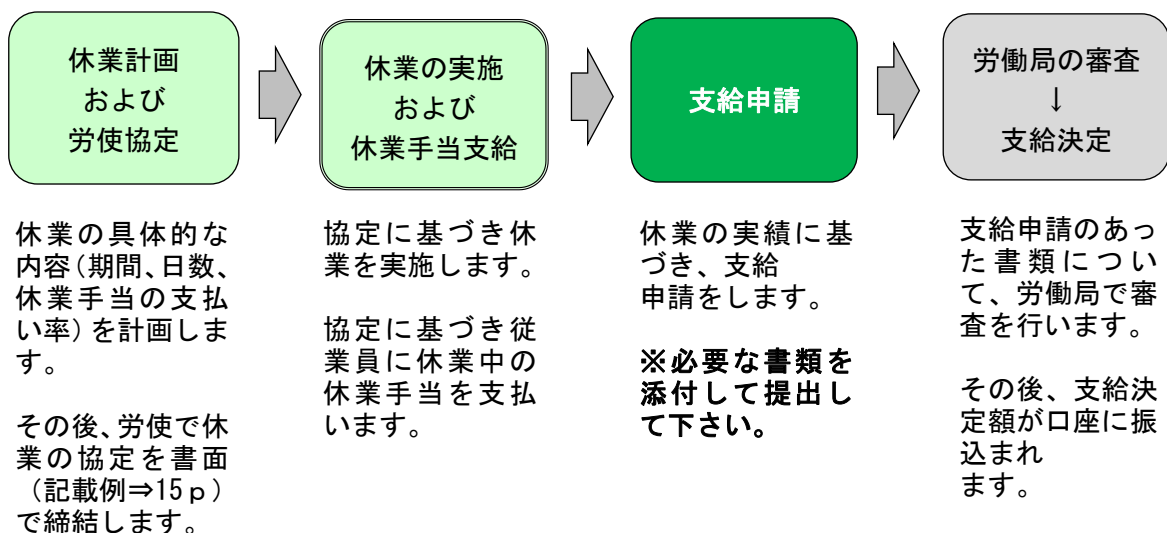 休業計画
および
労使協定
休業の実施
および
休業手当支給
支給申請
労働局の審査
↓
支給決定
休業の具体的な
内容（期間、日数、
休業手当の支払
い率）を計画しま
す。
その後、労使で休
業の協定を書面
（記載例⇒15ｐ）
で締結します。
協定に基づき休
業を実施します。
協定に基づき従
業員に休業中の
休業手当を支払
います。
休業の実績に基
づき、支給
申請をします。
※必要な書類を
添付して提出し
て下さい。
支給申請のあっ
た書類につい
て、労働局で審
査を行います。
その後、支給決
定額が口座に振
込まれ
ます。